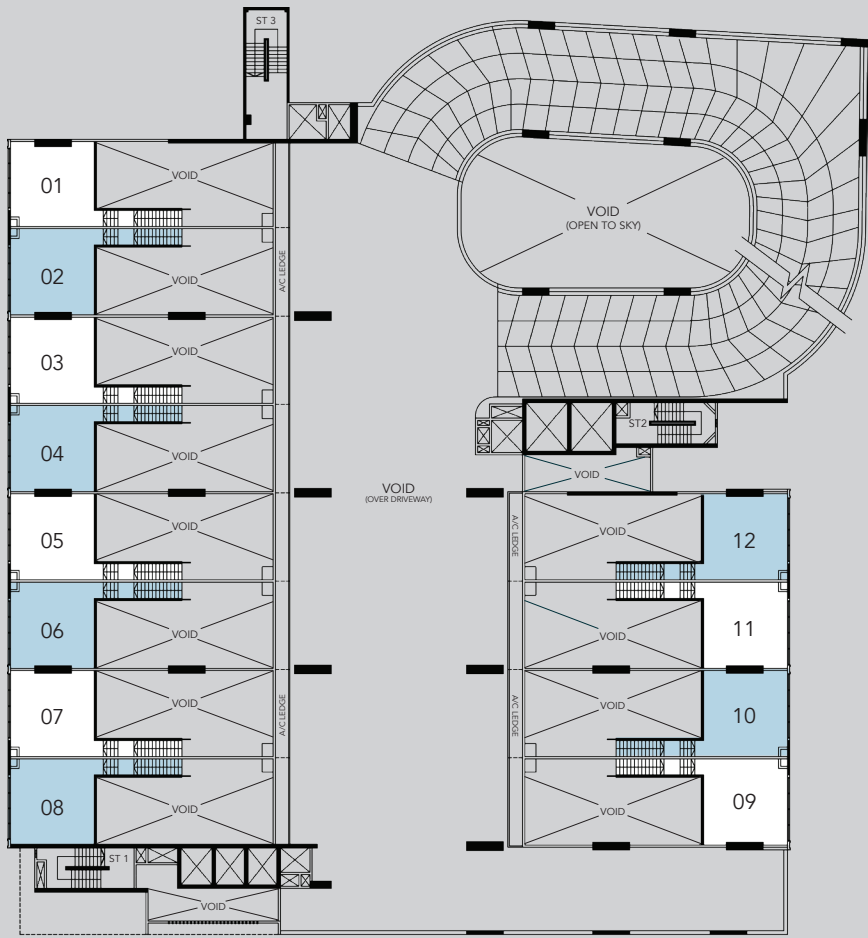 ST 3
01
VOID
VOID
(OPEN TO SKY)
02
VOID
A/C LEDGE
03
VOID
ST2
04
VOID
VOID
VOID
(OVER DRIVEWAY)
05
VOID
A/C LEDGE
VOID
12
06
VOID
VOID
11
07
VOID
A/C LEDGE
A/C LEDGE
VOID
10
08
VOID
VOID
09
ST 1
VOID